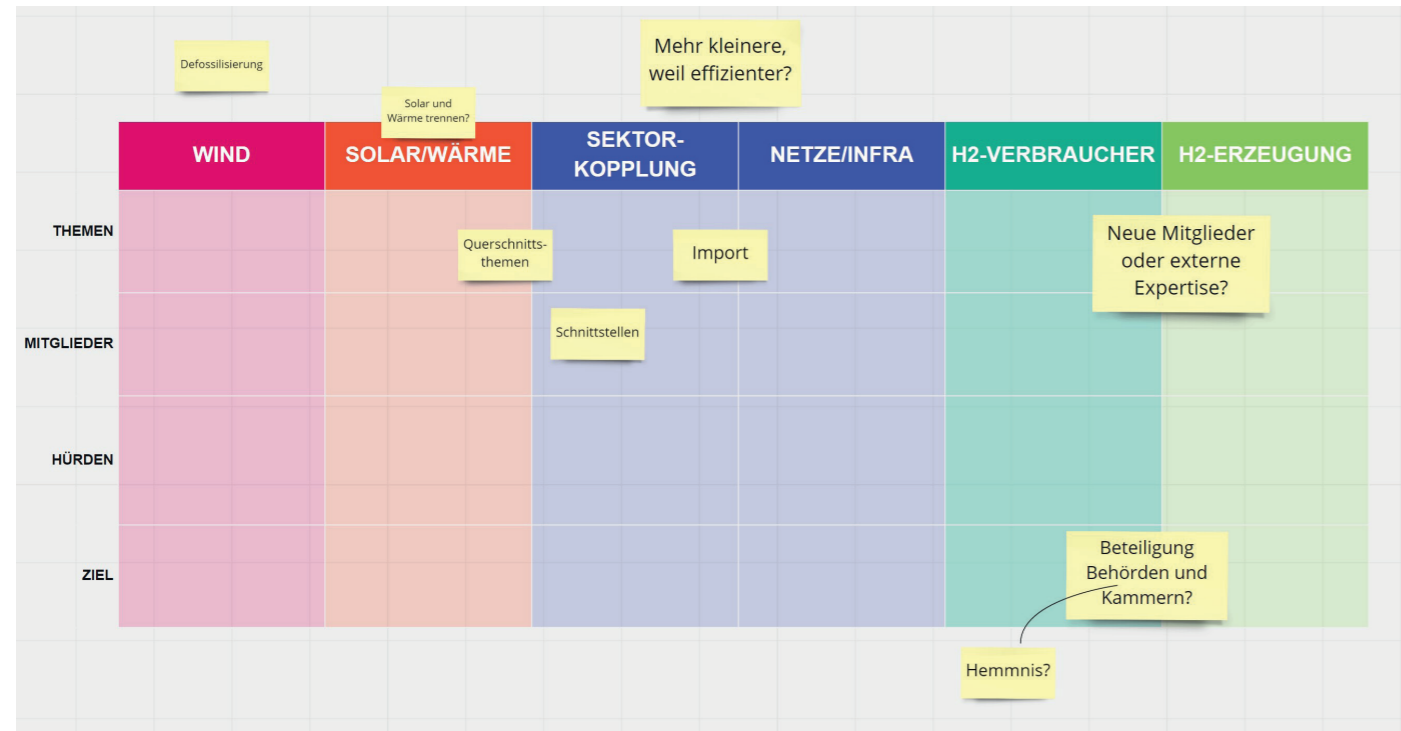 Defossilisierung
Mehr kleinere,
weil effizienter?
Solar und
Wärme trennen?
WIND
SOLAR/WÄRME
SEKTOR-
KOPPLUNG
NETZE/INFRA
H2-VERBRAUCHER
H2-ERZEUGUNG
THEMEN
Querschnitts-
themen
Import
Neue Mitglieder
oder externe
Expertise?
MITGLIEDER
Schnittstellen
HÜRDEN
ZIEL
Beteiligung
Behörden und
Kammern?
Hemmnis?